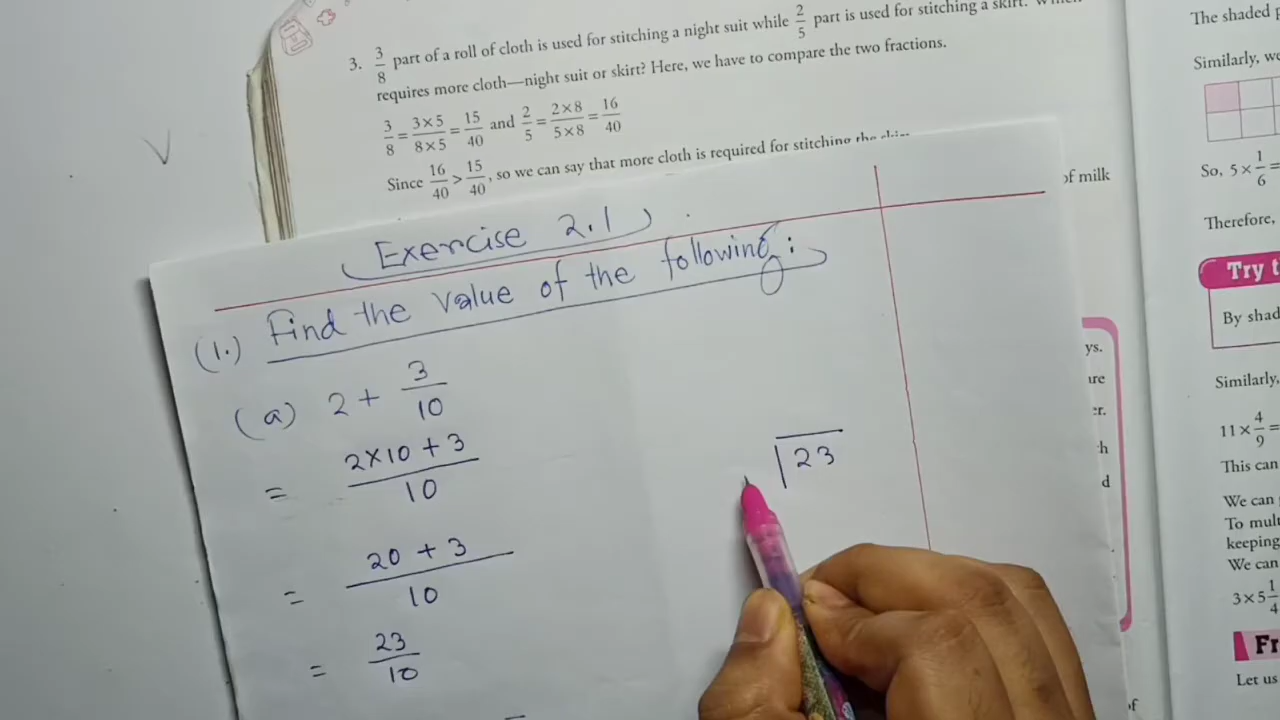 3. 3/8 part of a roll of cloth is used for stitching a night suit while 2/5 part is used for stitching a skirt.
requires more cloth—night suit or skirt? Here, we have to compare the two fractions.
3/8 = 3×5/8×5 = 15/40 and 2/5 = 2×8/5×8 = 16/40
Since 16/40 > 15/40, so we can say that more cloth is required for stitching the
of milk
Exercise 2.1
(1.) Find the value of the following:
(a) 2 + 3/10
= 2×10 + 3/10
= 20 + 3/10
= 23/10
23
ys.
are
er.
h
d
of
The shaded
Similarly, we
So, 5 × 1/6 =
Therefore,
Try t
By shad
Similarly,
11 × 4/9 =
This can
We can
To mul
keeping
We can
3 × 5 1/4
Fr
Let us